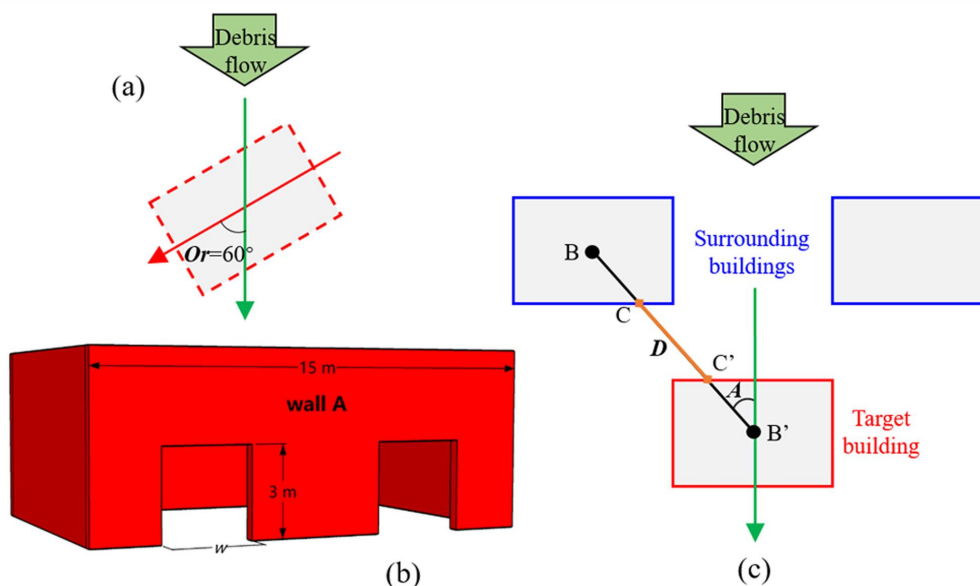 Debris
flow
(a)
Or=60°
15 m
wall A
3 m
w
(b)
Debris
flow
B
Surrounding
buildings
C
D
C’
A
B’
Target
building
(c)